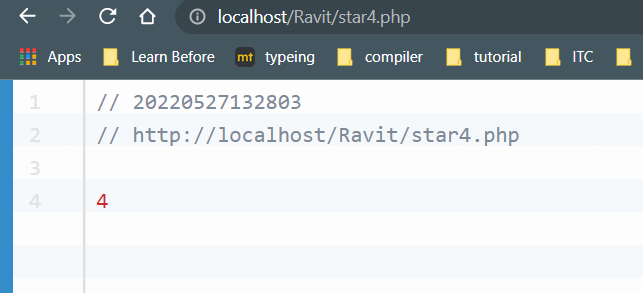 localhost/Ravit/star4.php
Apps Learn Before mt typeing compiler tutorial ITC
1 // 20220527132803
2 // http://localhost/Ravit/star4.php
3
4 4